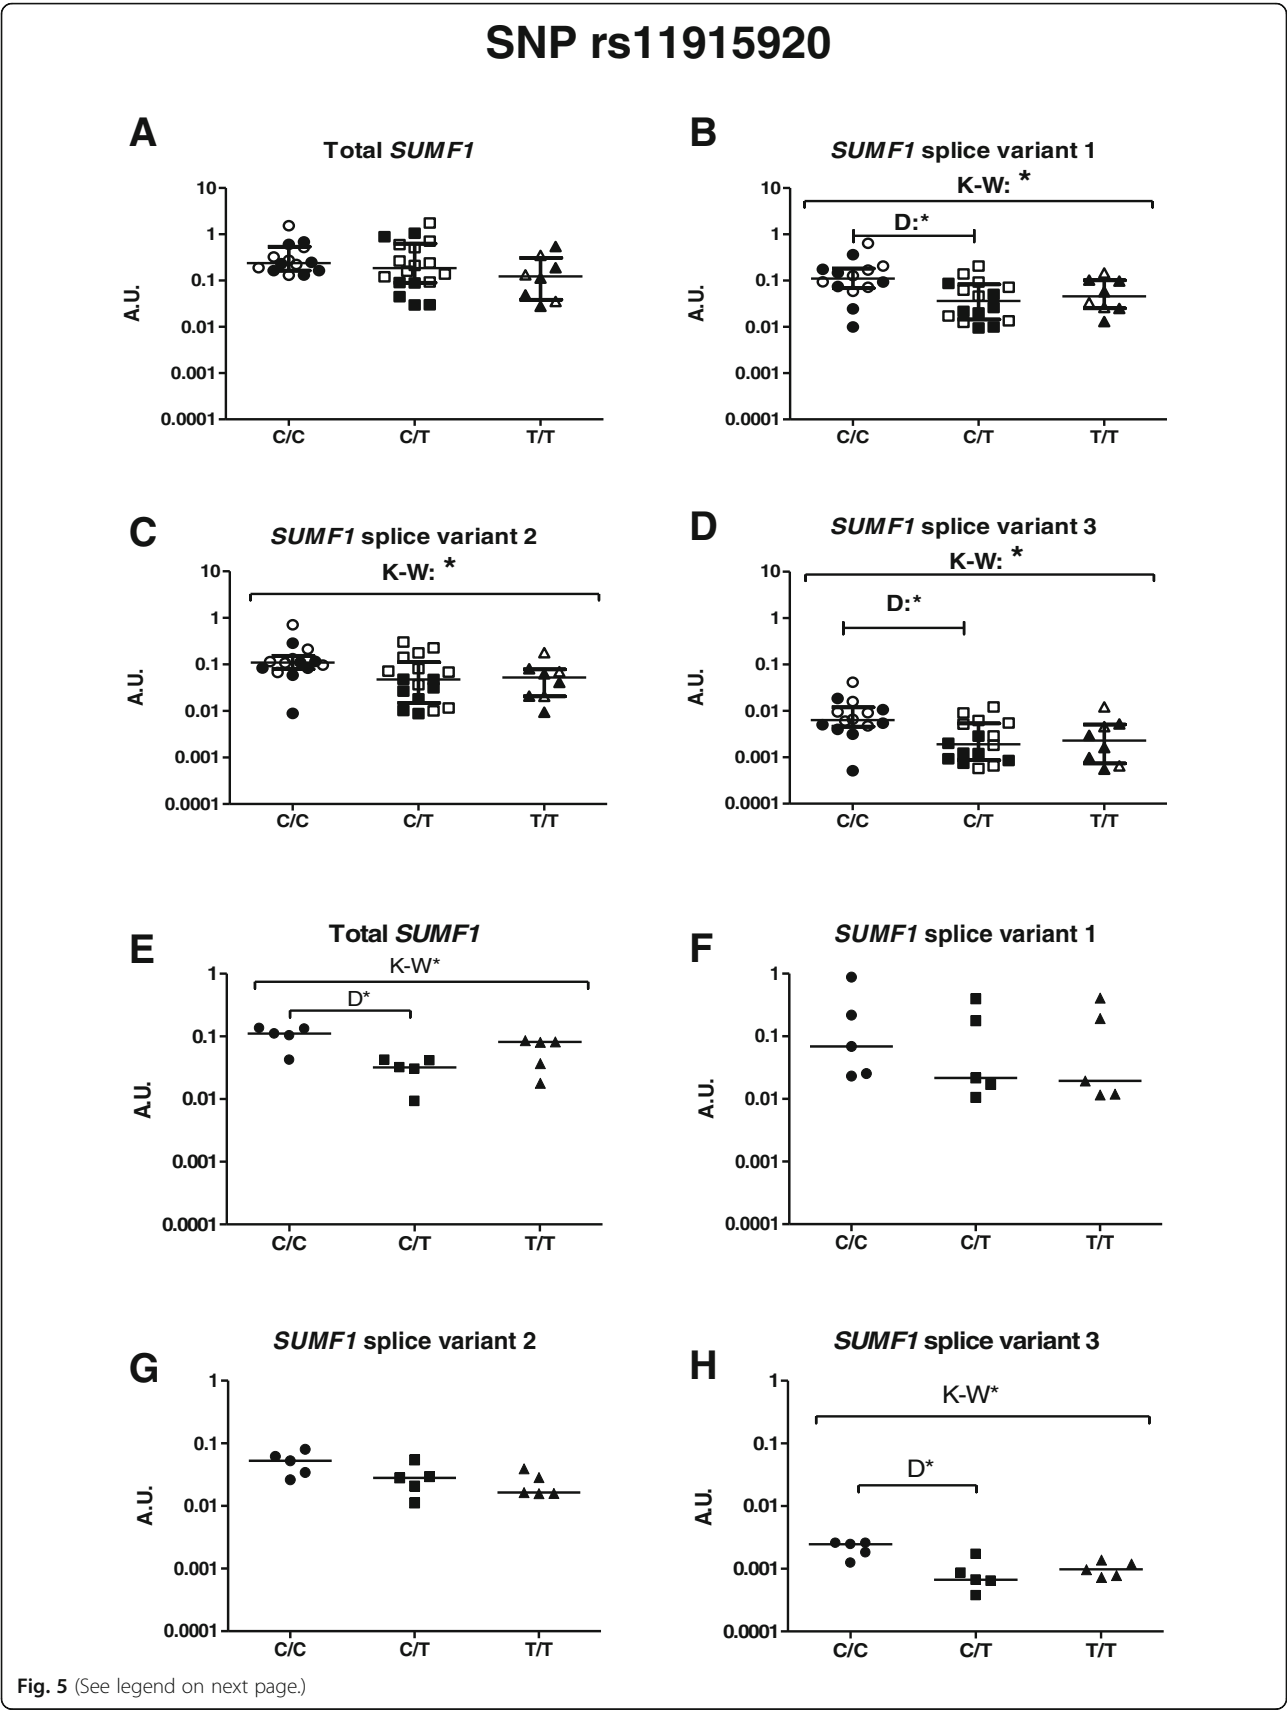 SNP rs11915920
A
Total SUMF1
10
1
0.1
0.01
0.001
0.0001
A.U.
C/C C/T T/T
B
SUMF1 splice variant 1
K-W: *
D:*
10
1
0.1
0.01
0.001
0.0001
A.U.
C/C C/T T/T
C
SUMF1 splice variant 2
K-W: *
10
1
0.1
0.01
0.001
0.0001
A.U.
C/C C/T T/T
D
SUMF1 splice variant 3
K-W: *
D:*
10
1
0.1
0.01
0.001
0.0001
A.U.
C/C C/T T/T
E
Total SUMF1
K-W*
D*
1
0.1
0.01
0.001
0.0001
A.U.
C/C C/T T/T
F
SUMF1 splice variant 1
1
0.1
0.01
0.001
0.0001
A.U.
C/C C/T T/T
G
SUMF1 splice variant 2
1
0.1
0.01
0.001
0.0001
A.U.
C/C C/T T/T
H
SUMF1 splice variant 3
K-W*
D*
1
0.1
0.01
0.001
0.0001
A.U.
C/C C/T T/T
Fig. 5 (See legend on next page.)